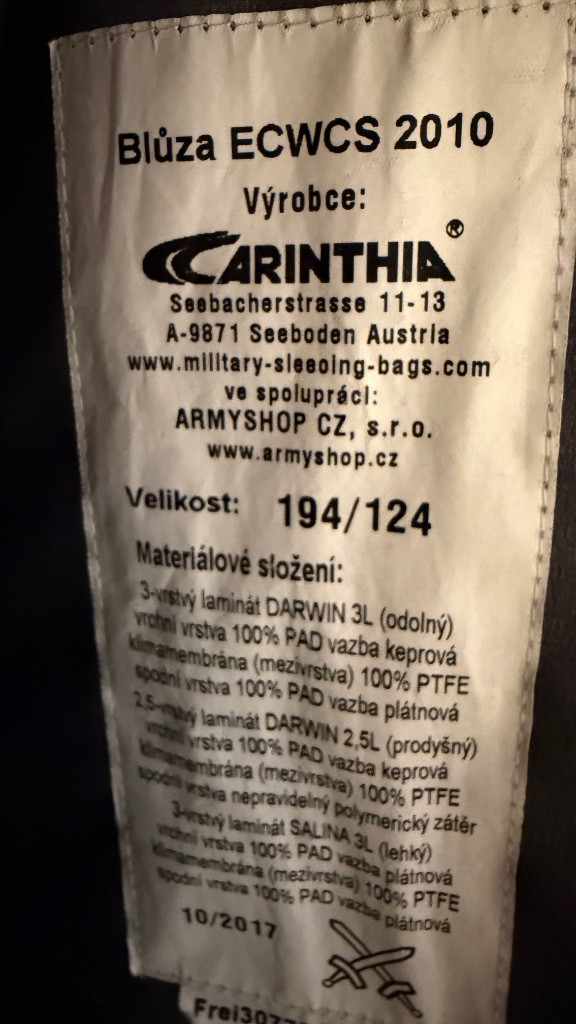 Blůza ECWCS 2010
Výrobce:
CARINTHIA®
Seebacherstrasse 11-13
A-9871 Seeboden Austria
www.military-sleeping-bags.com
ve spolupráci:
ARMYSHOP CZ, s.r.o.
www.armyshop.cz
Velikost: 194/124
Materiálové složení:
3-vrstvý laminát DARWIN 3L (odolný)
vrchní vrstva 100% PAD vazba keprová
klimamembrána (mezivrstva) 100% PTFE
spodní vrstva 100% PAD vazba plátnová
2,5-vrstvý laminát DARWIN 2,5L (prodyšný)
vrchní vrstva 100% PAD vazba keprová
klimamembrána (mezivrstva) 100% PTFE
spodní vrstva nepravidelný polymerický zátěr
3-vrstvý laminát SALINA 3L (lehký)
vrchní vrstva 100% PAD vazba plátnová
klimamembrána (mezivrstva) 100% PTFE
spodní vrstva 100% PAD vazba plátnová
10/2017